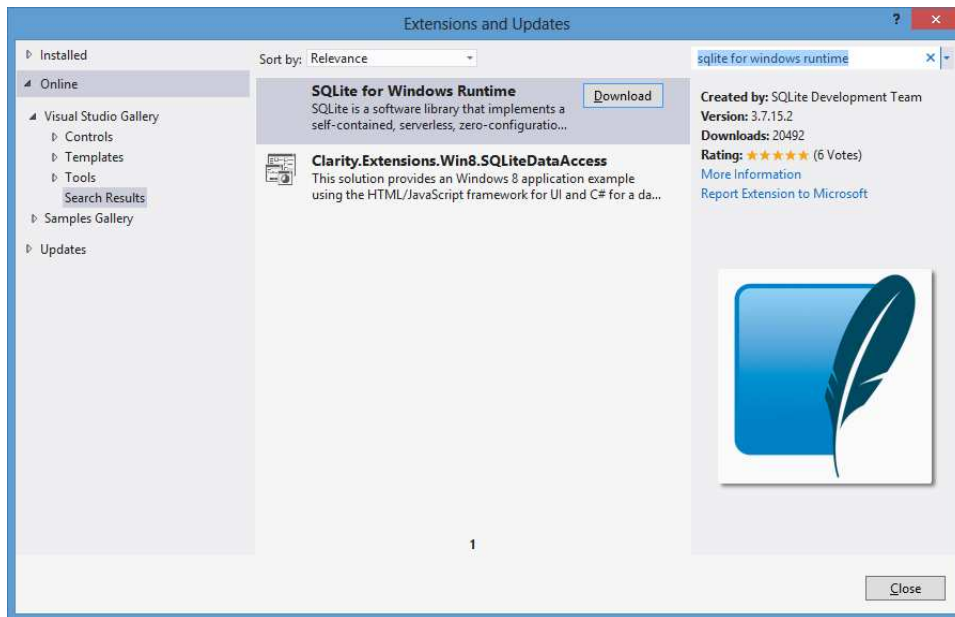 Extensions and Updates
?
×
Installed
Online
Visual Studio Gallery
Controls
Templates
Tools
Search Results
Samples Gallery
Updates
Sort by: Relevance
SQLite for Windows Runtime
SQLite is a software library that implements a
self-contained, serverless, zero-configuratio...
Download
Clarity.Extensions.Win8.SQLiteDataAccess
This solution provides an Windows 8 application example
using the HTML/JavaScript framework for UI and C# for a da...
1
sqlite for windows runtime
Created by: SQLite Development Team
Version: 3.7.15.2
Downloads: 20492
Rating: ★★★★★ (6 Votes)
More Information
Report Extension to Microsoft
Close